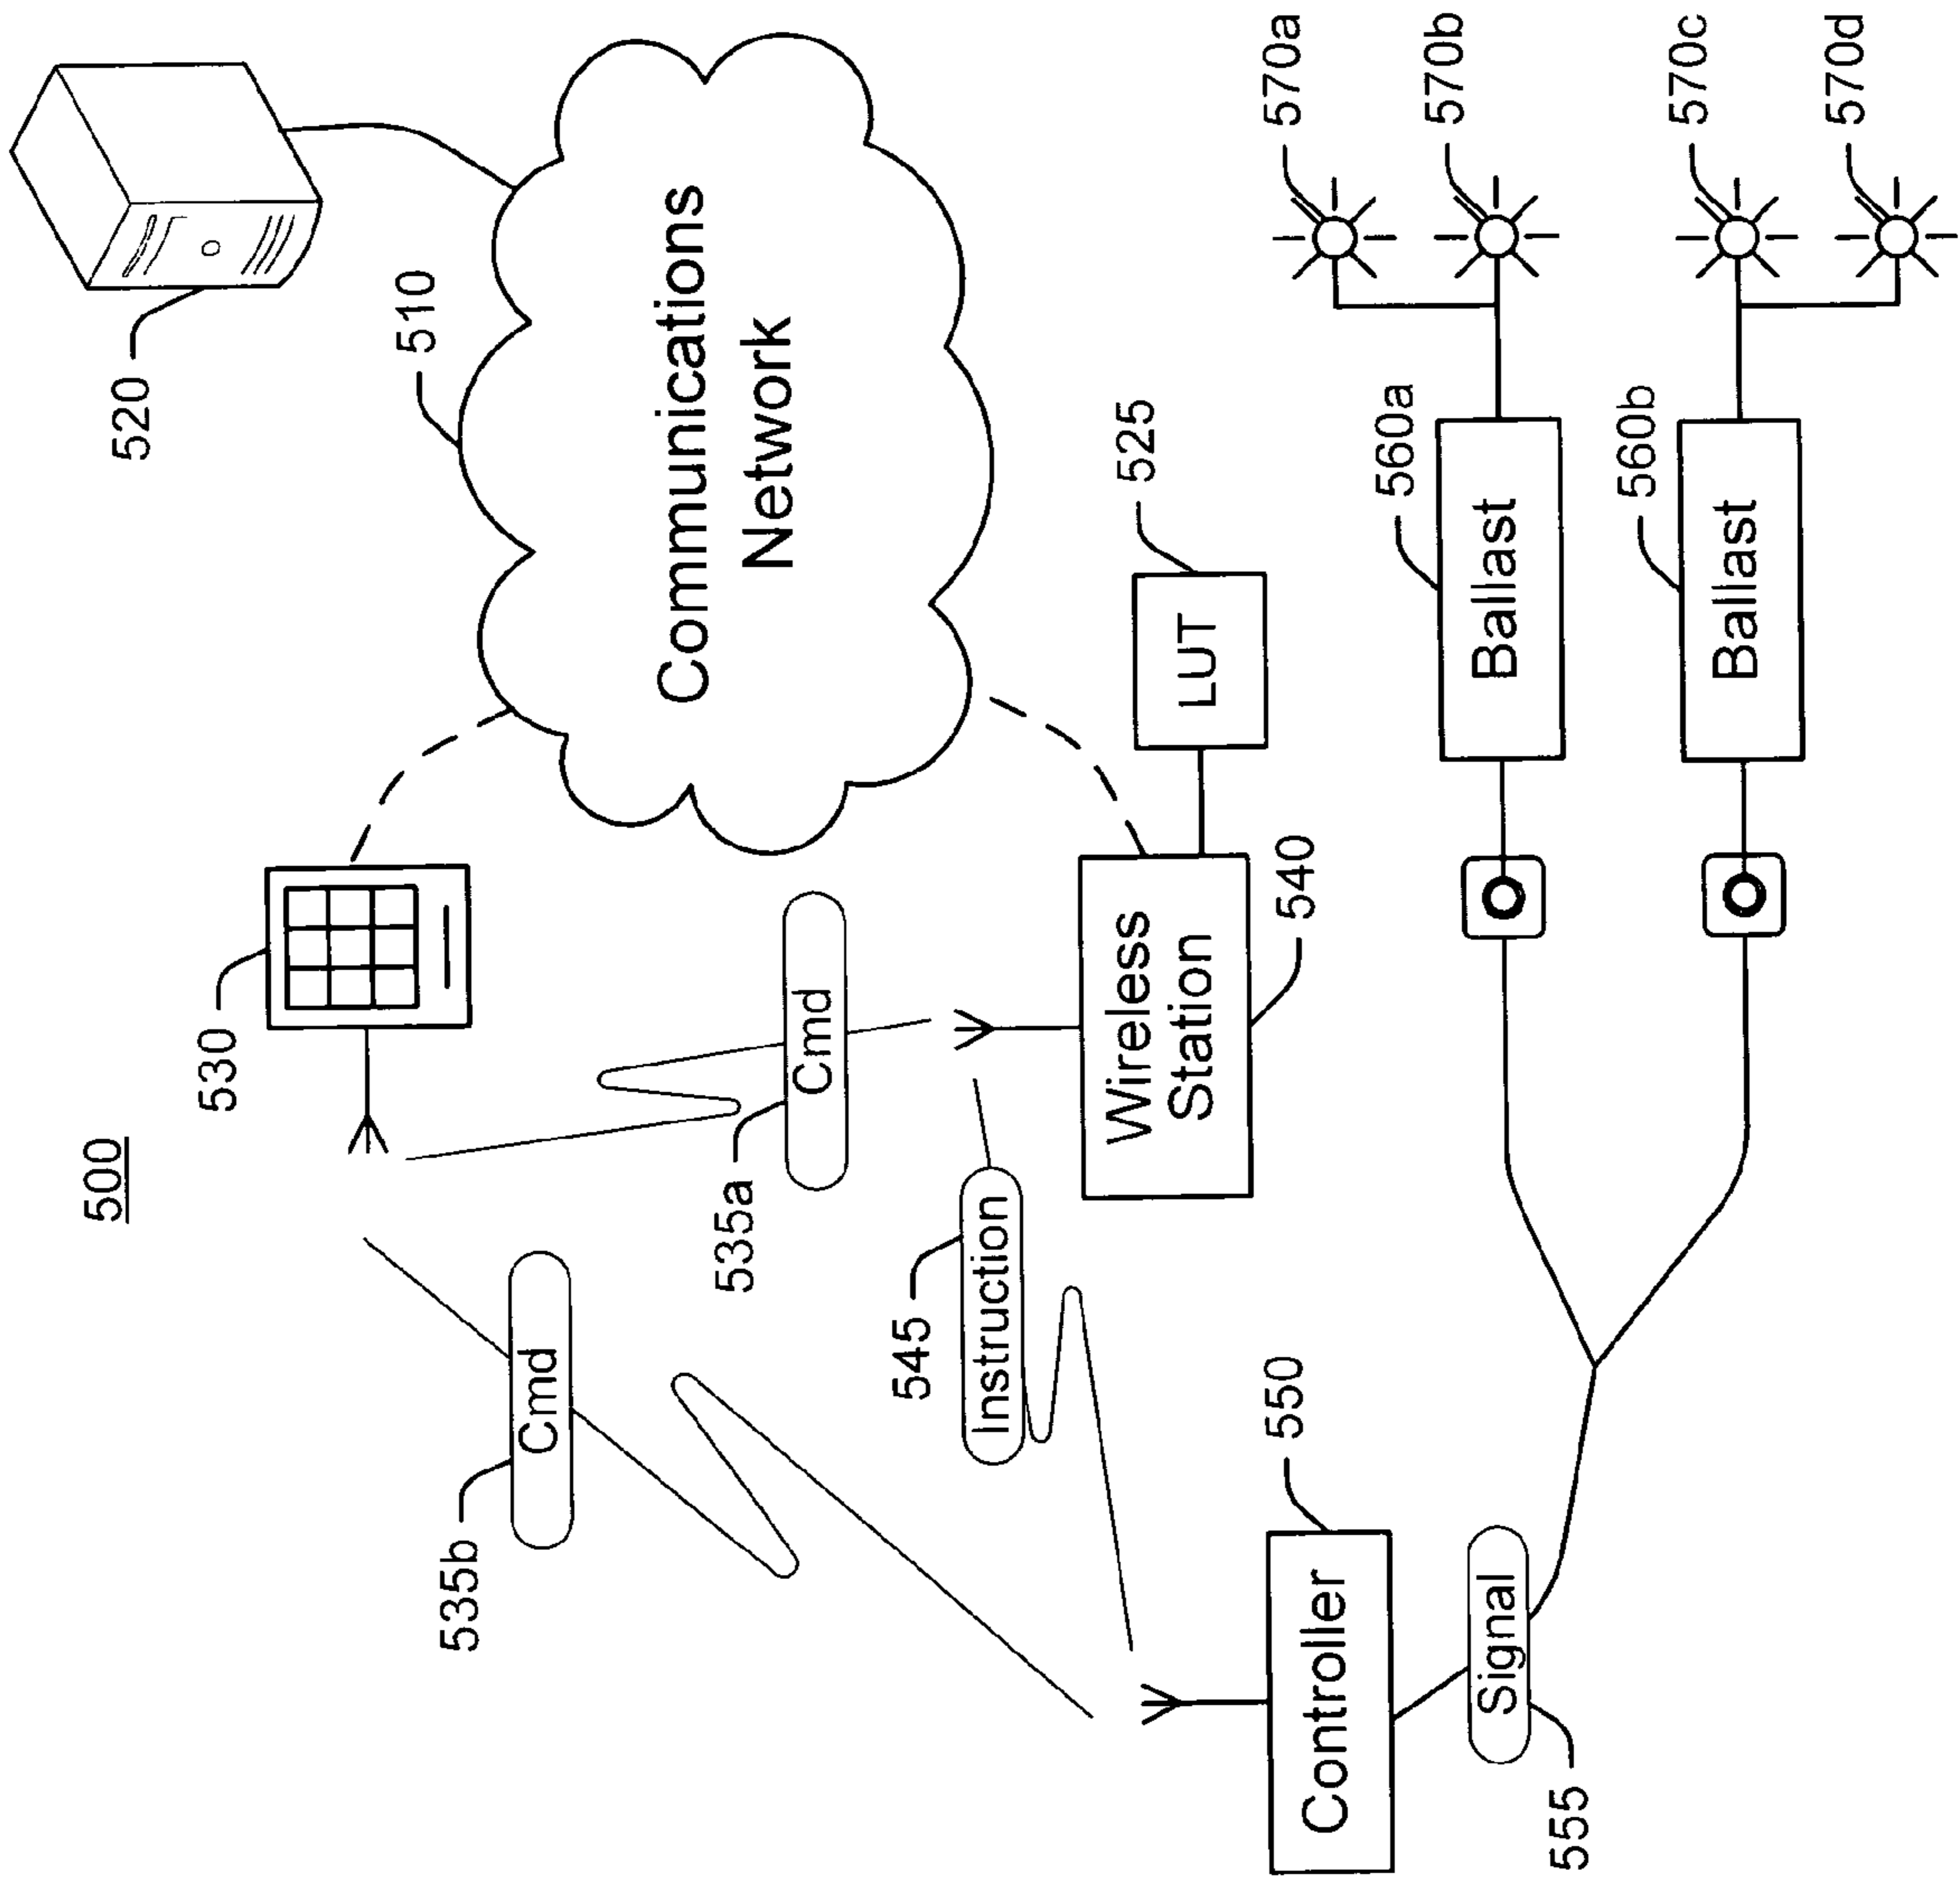 500
520
510
Communications
Network
530
535a
Cmd
535b
Cmd
545
Instruction
Wireless
Station
540
LUT
525
550
Controller
Signal
555
Ballast
560a
Ballast
560b
570a
570b
570c
570d